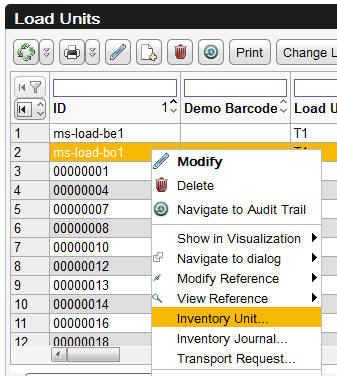 Load Units
Print Change L
ID 1 Demo Barcode Load U
1 ms-load-be1 T1
2 ms-load-bo1
3 00000001
4 00000004
5 00000007
6 00000008
7 00000010
8 00000012
9 00000013
10 00000014
11 00000016
12 00000018
Modify
Delete
Navigate to Audit Trail
Show in Visualization
Navigate to dialog
Modify Reference
View Reference
Inventory Unit...
Inventory Journal...
Transport Request...